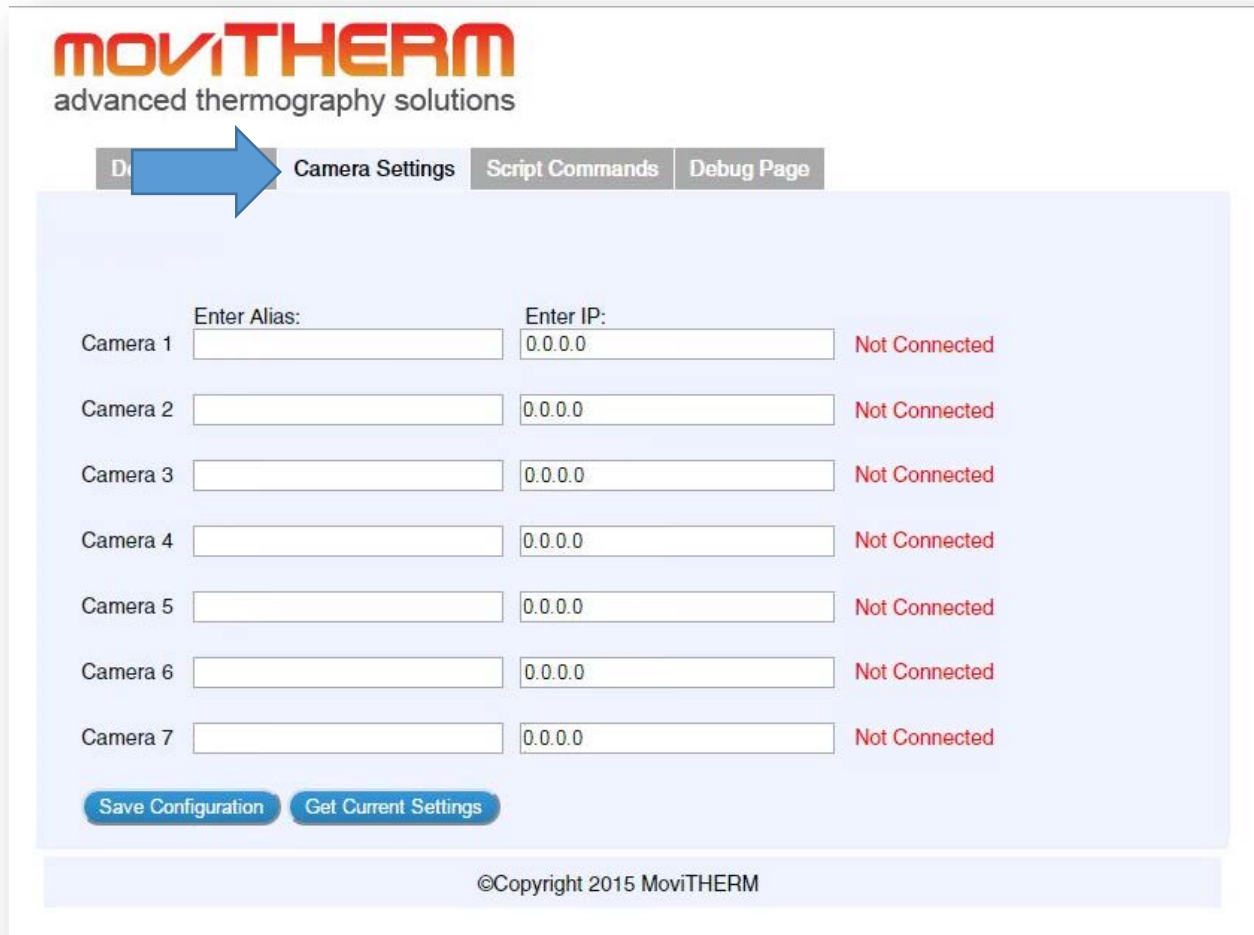 moviTHERM
advanced thermography solutions
Camera Settings Script Commands Debug Page
Enter Alias: Enter IP:
Camera 1 0.0.0.0 Not Connected
Camera 2 0.0.0.0 Not Connected
Camera 3 0.0.0.0 Not Connected
Camera 4 0.0.0.0 Not Connected
Camera 5 0.0.0.0 Not Connected
Camera 6 0.0.0.0 Not Connected
Camera 7 0.0.0.0 Not Connected
Save Configuration Get Current Settings
©Copyright 2015 MoviTHERM